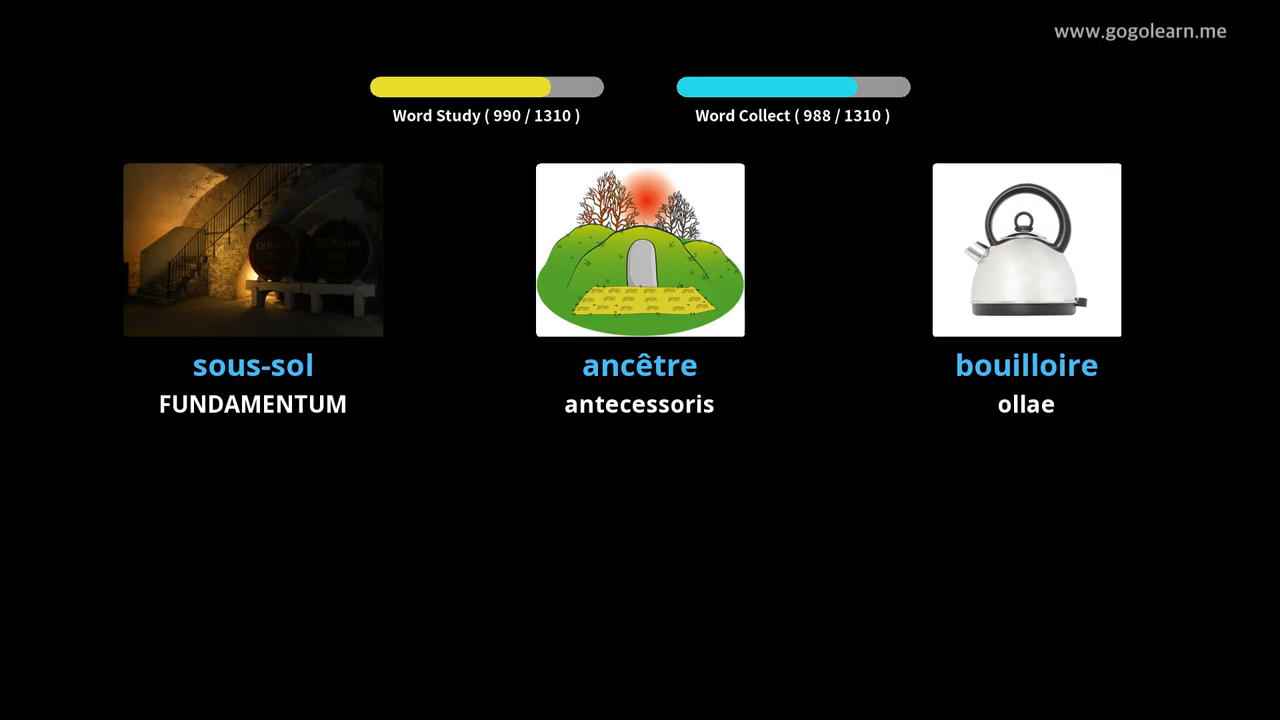 www.gogolearn.me
Word Study ( 990 / 1310 )
Word Collect ( 988 / 1310 )
sous-sol
ancêtre
bouilloire
FUNDAMENTUM
antecessoris
ollae